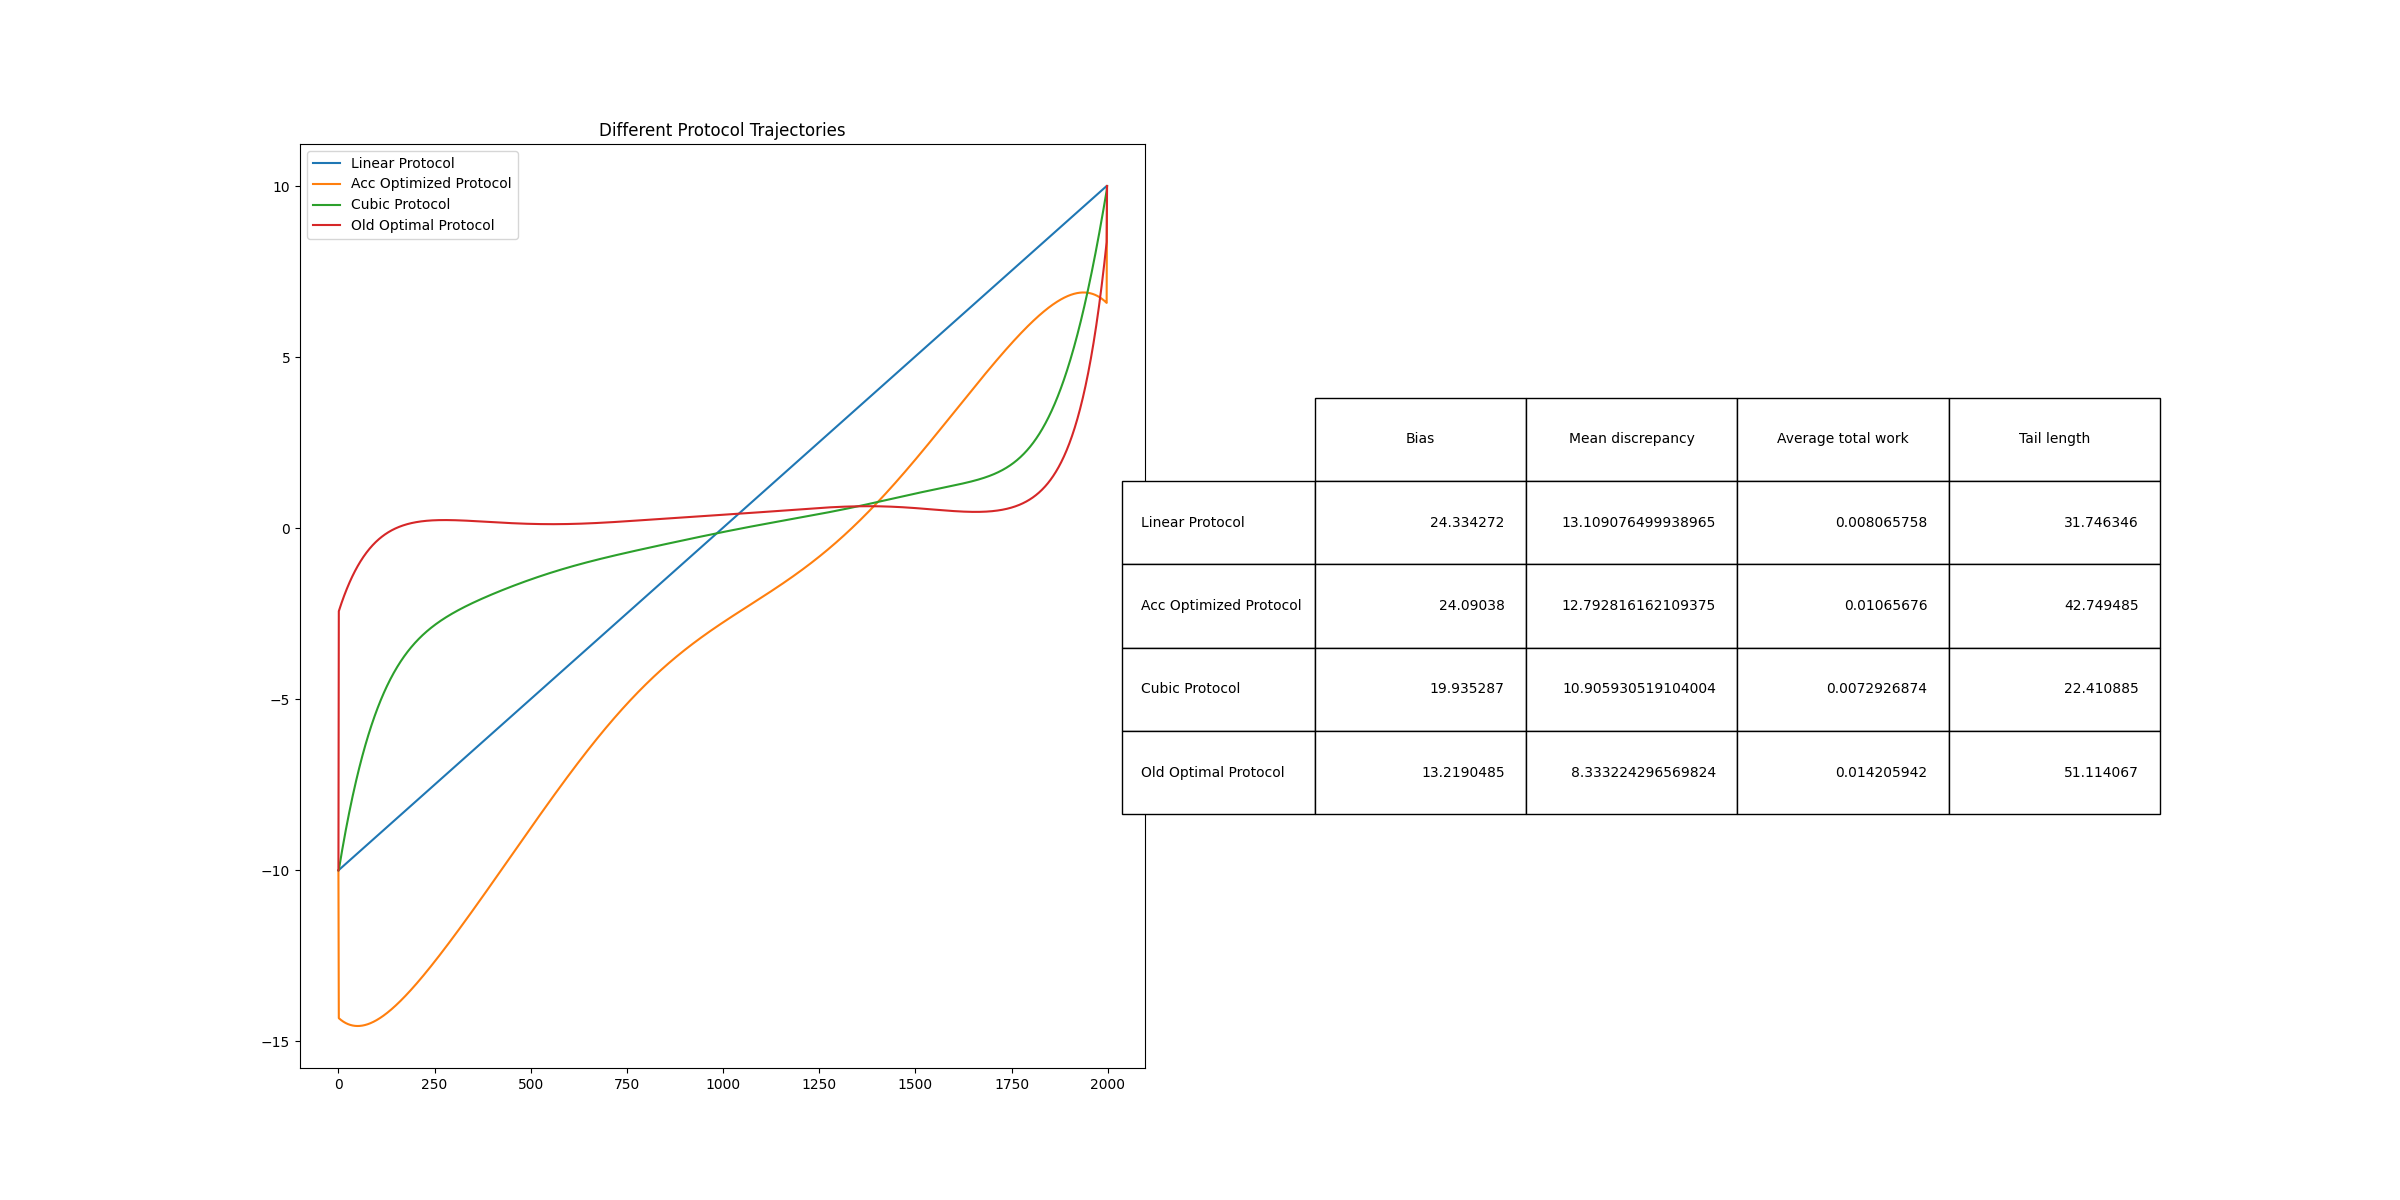 Different Protocol Trajectories
Linear Protocol
Acc Optimized Protocol
Cubic Protocol
Old Optimal Protocol
10
5
0
−5
−10
−15
0 250 500 750 1000 1250 1500 1750 2000
Bias Mean discrepancy Average total work Tail length
Linear Protocol 24.334272 13.109076499938965 0.008065758 31.746346
Acc Optimized Protocol 24.09038 12.792816162109375 0.01065676 42.749485
Cubic Protocol 19.935287 10.905930519104004 0.0072926874 22.410885
Old Optimal Protocol 13.2190485 8.333224296569824 0.014205942 51.114067